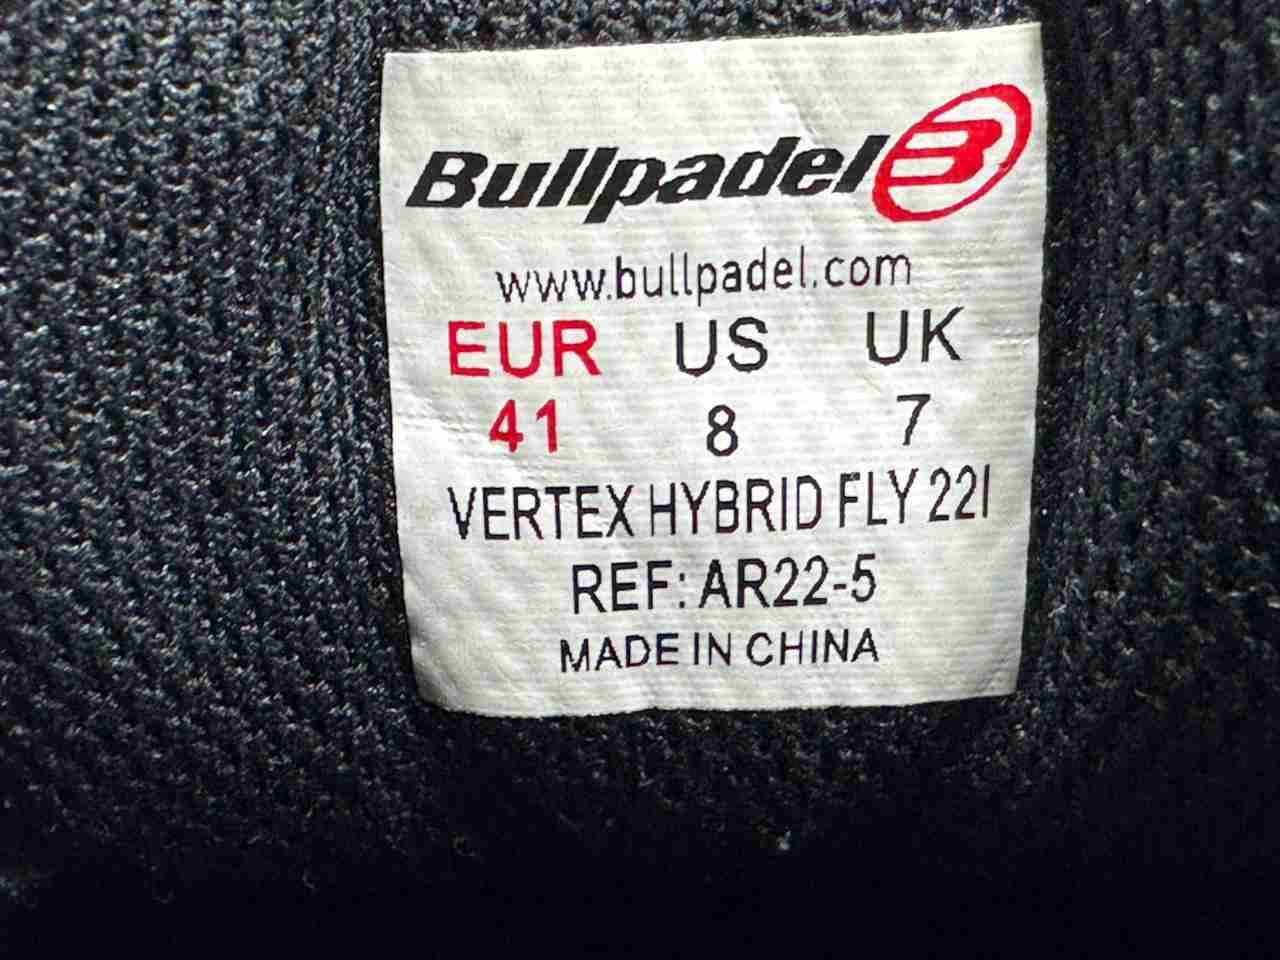 Bullpadel B
www.bullpadel.com
EUR US UK
41 8 7
VERTEX HYBRID FLY 22I
REF: AR22-5
MADE IN CHINA